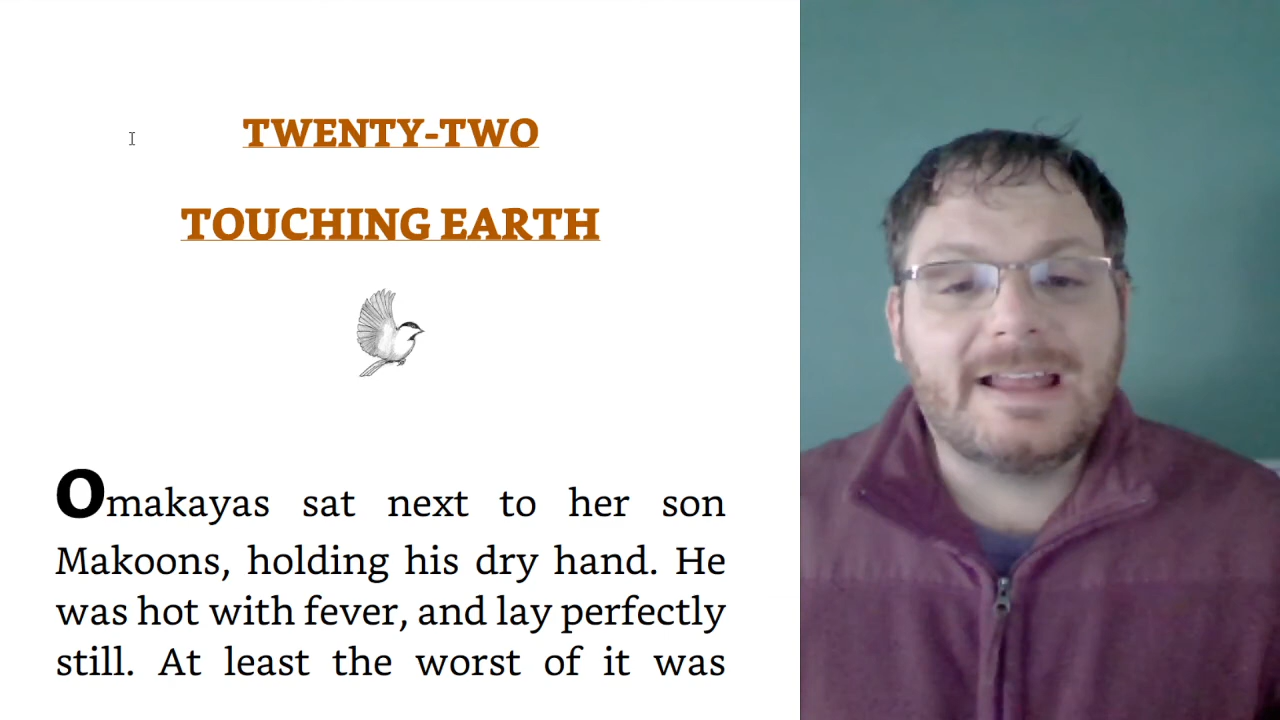 TWENTY-TWO
TOUCHING EARTH
Omakayas sat next to her son
Makoons, holding his dry hand. He
was hot with fever, and lay perfectly
still. At least the worst of it was